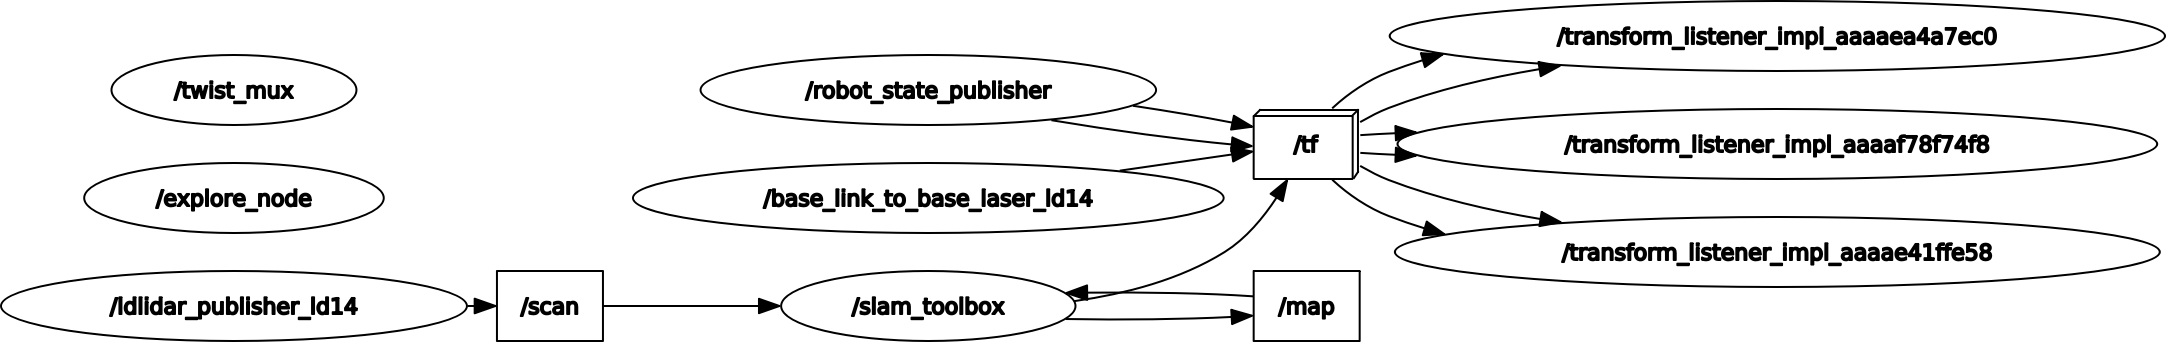 /twist_mux
/explore_node
/ldlidar_publisher_ld14
/scan
/robot_state_publisher
/base_link_to_base_laser_ld14
/slam_toolbox
/tf
/map
/transform_listener_impl_aaaaea4a7ec0
/transform_listener_impl_aaaaf78f74f8
/transform_listener_impl_aaaae41ffe58